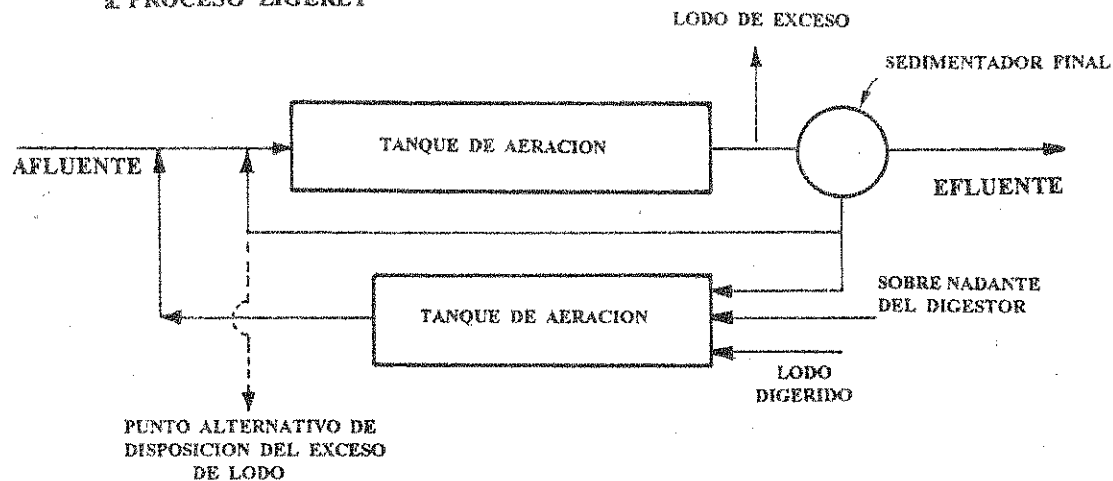 a. PROCESO ZIGERLY
LODO DE EXCESO
SEDIMENTADOR FINAL
TANQUE DE AERACION
AFLUENTE
EFLUENTE
SOBRE NADANTE
DEL DIGESTOR
TANQUE DE AERACION
LODO
DIGERIDO
PUNTO ALTERNATIVO DE
DISPOSICION DEL EXCESO
DE LODO